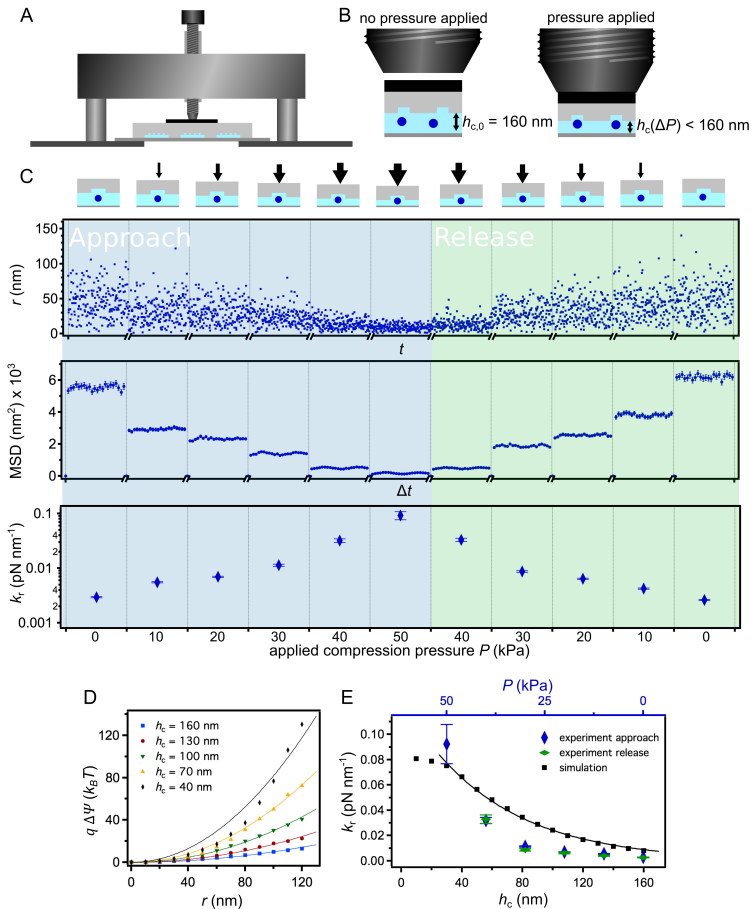 A
B
no pressure applied
pressure applied
h_c,0 = 160 nm
h_c(ΔP) < 160 nm
C
Approach
Release
r (nm)
150
100
50
0
t
MSD (nm²) x 10³
6
4
2
0
Δt
k_r (pN nm⁻¹)
0.1
4
2
0.01
4
2
0.001
0 10 20 30 40 50 40 30 20 10 0
applied compression pressure P (kPa)
D
q ΔΨ (k_BT)
120
80
40
0
h_c = 160 nm
h_c = 130 nm
h_c = 100 nm
h_c = 70 nm
h_c = 40 nm
0 40 80 120
r (nm)
E
P (kPa)
50 25 0
k_r (pN nm⁻¹)
0.10
0.08
0.06
0.04
0.02
0.00
experiment approach
experiment release
simulation
0 40 80 120 160
h_c (nm)